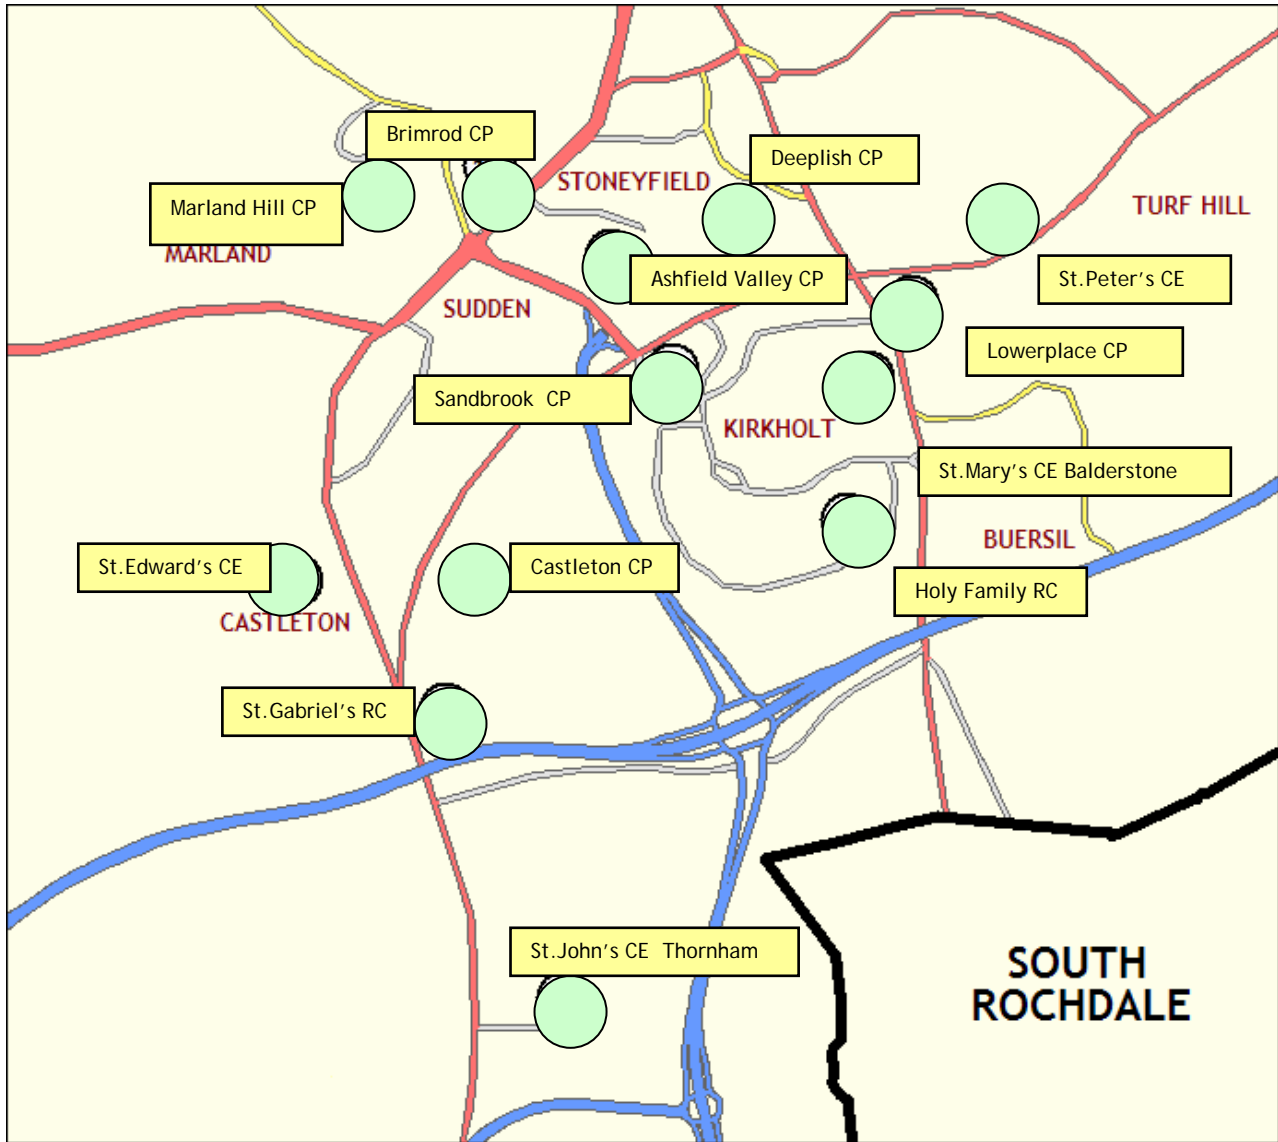 Brimrod CP
Deeplish CP
STONEYFIELD
Marland Hill CP
TURF HILL
MARLAND
Ashfield Valley CP
St.Peter's CE
SUDDEN
Lowerplace CP
Sandbrook  CP
KIRKHOLT
St.Mary's CE Balderstone
BUERSIL
St.Edward's CE
Castleton CP
Holy Family RC
CASTLETON
St.Gabriel's RC
St.John's CE  Thornham
SOUTH
ROCHDALE